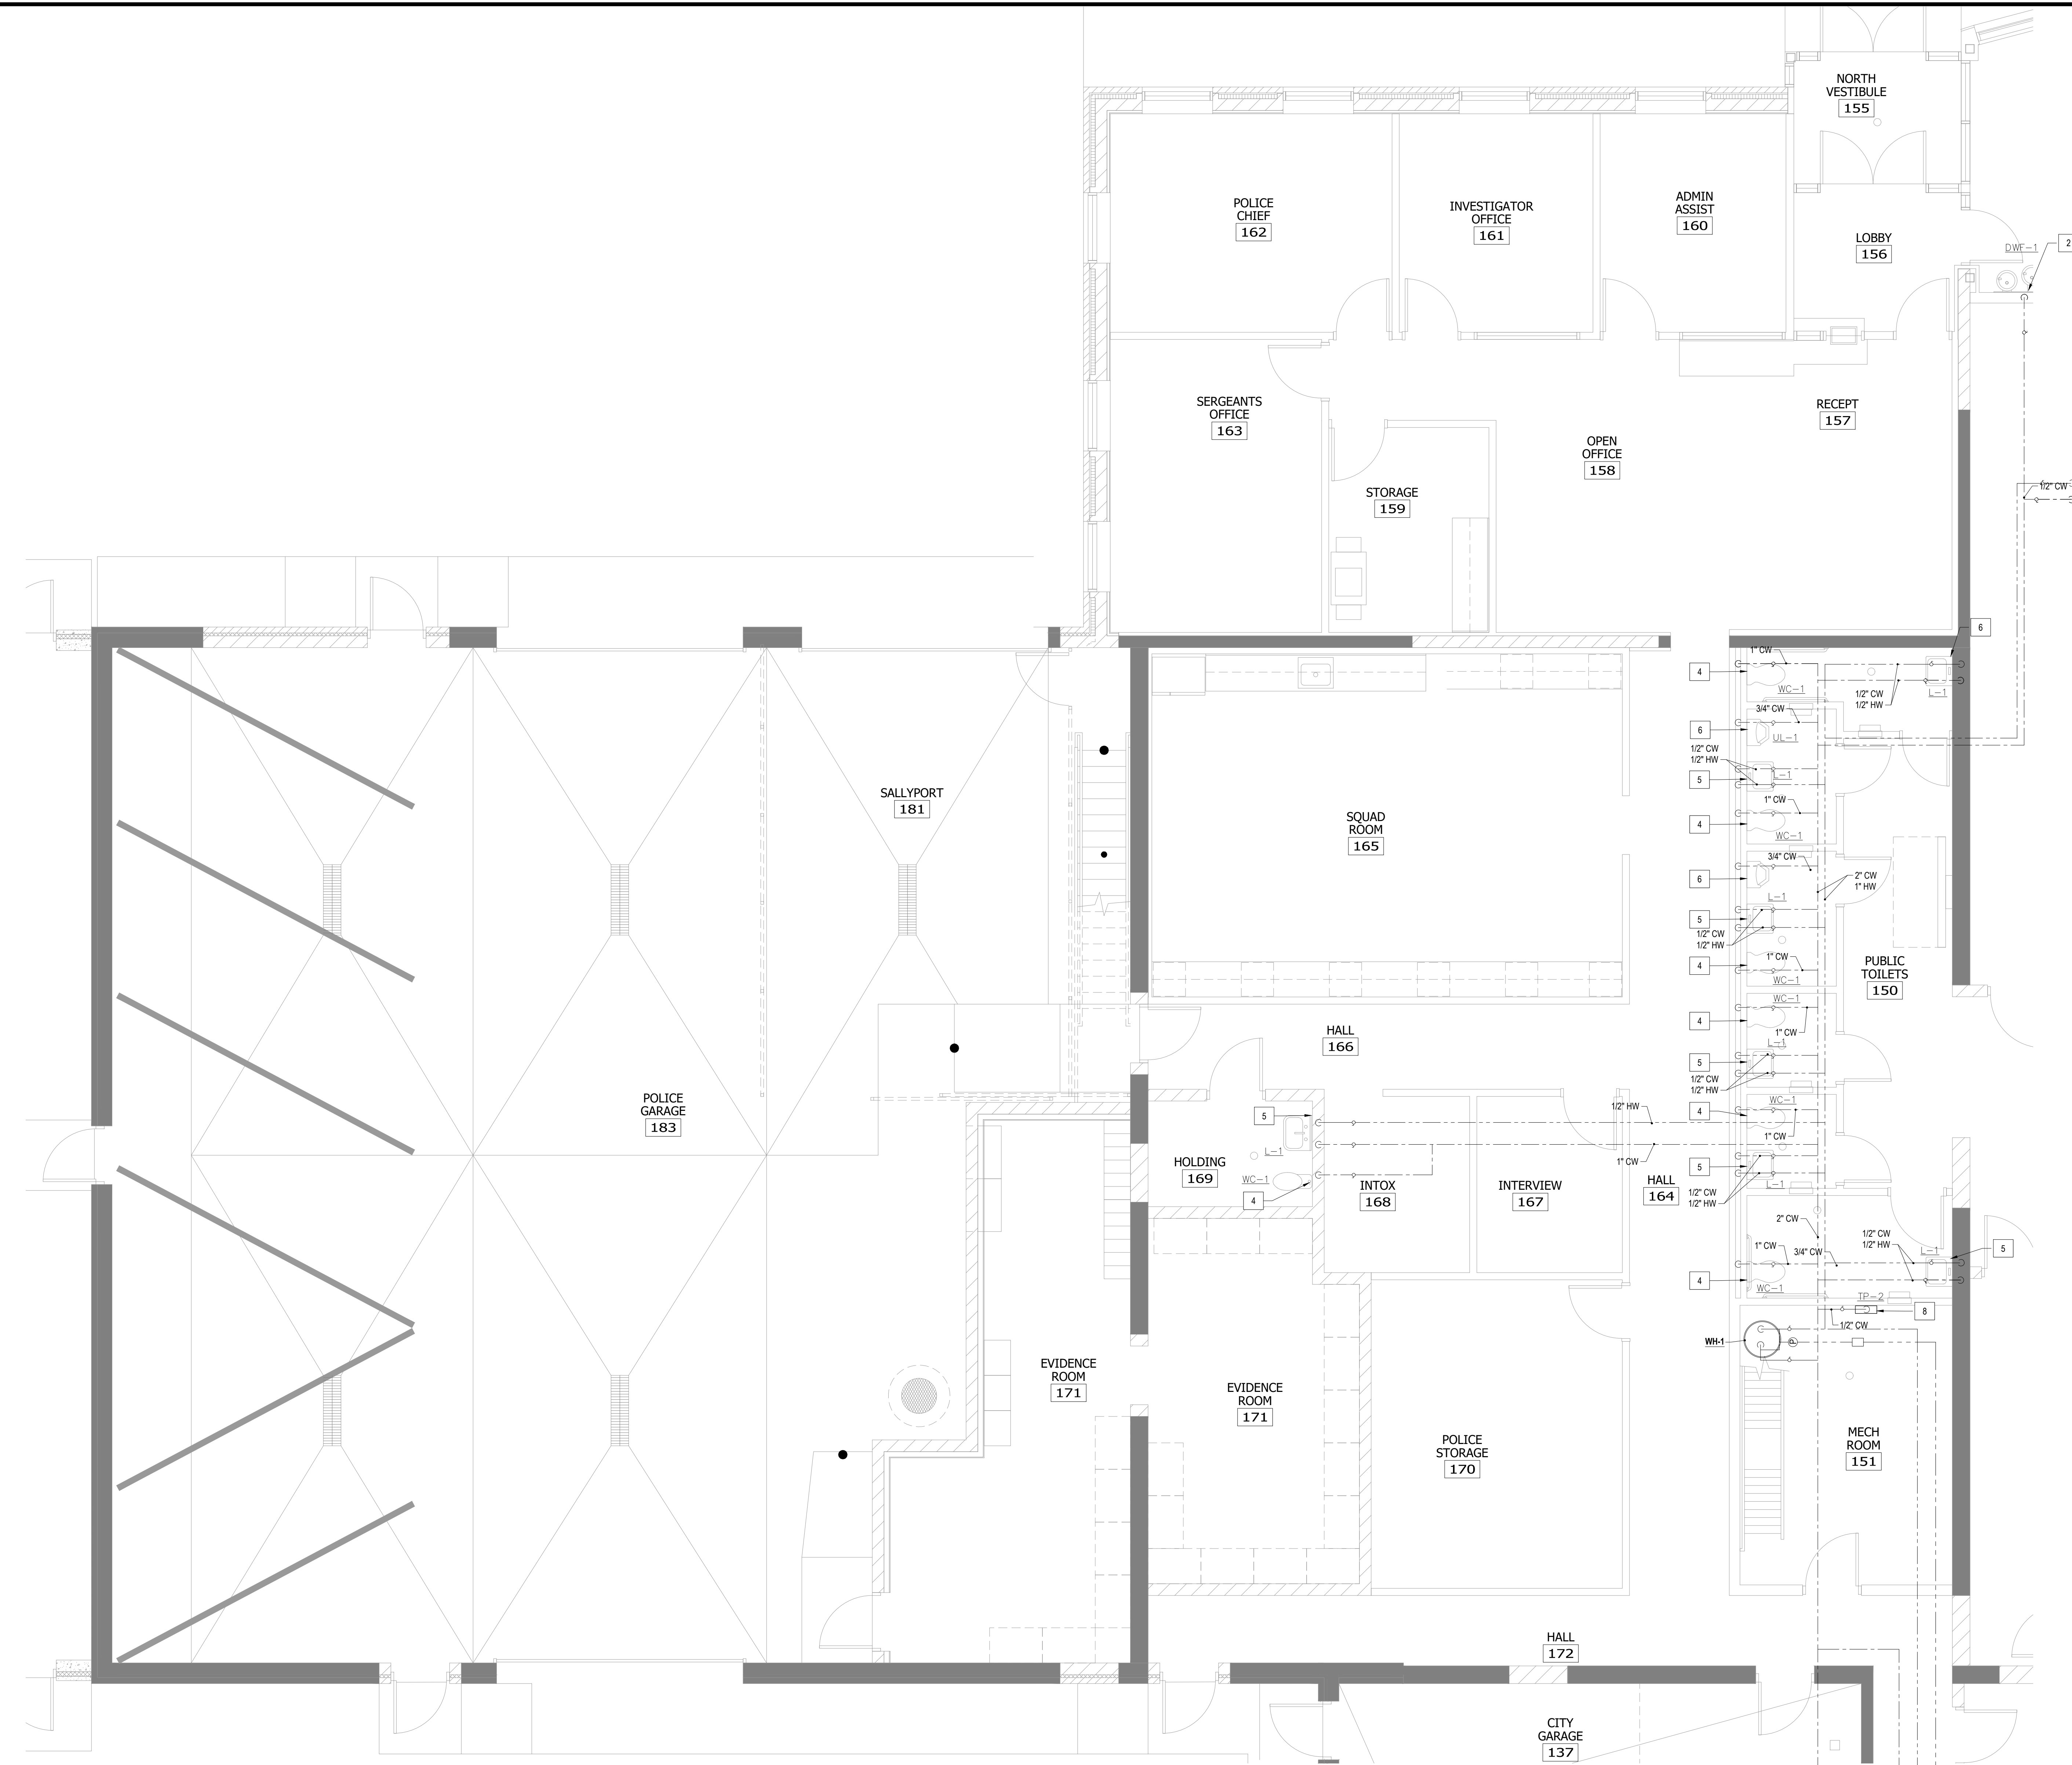 NORTH
VESTIBULE
155
POLICE
CHIEF
162
INVESTIGATOR
OFFICE
161
ADMIN
ASSIST
160
LOBBY
156
DWF-1
2
SERGEANTS
OFFICE
163
RECEPT
157
OPEN
OFFICE
158
STORAGE
159
1/2" CW
6
1" CW
4
WC-1
1/2" CW
1/2" HW
L-1
3/4" CW
6
UL-1
1/2" CW
1/2" HW
5
L-1
SALLYPORT
181
1" CW
SQUAD
ROOM
165
4
WC-1
3/4" CW
6
2" CW
1" HW
L-1
5
1/2" CW
1/2" HW
1" CW
4
PUBLIC
TOILETS
150
WC-1
WC-1
4
1" CW
HALL
166
L-1
5
1/2" CW
1/2" HW
POLICE
GARAGE
183
5
1/2" HW
WC-1
4
1" CW
L-1
HOLDING
169
1" CW
5
WC-1
4
INTOX
168
INTERVIEW
167
HALL
164
L-1
1/2" CW
1/2" HW
2" CW
1/2" CW
1/2" HW
L-1
5
1" CW
3/4" CW
4
WC-1
TP-2
8
1/2" CW
WH-1
EVIDENCE
ROOM
171
EVIDENCE
ROOM
171
POLICE
STORAGE
170
MECH
ROOM
151
HALL
172
CITY
GARAGE
137